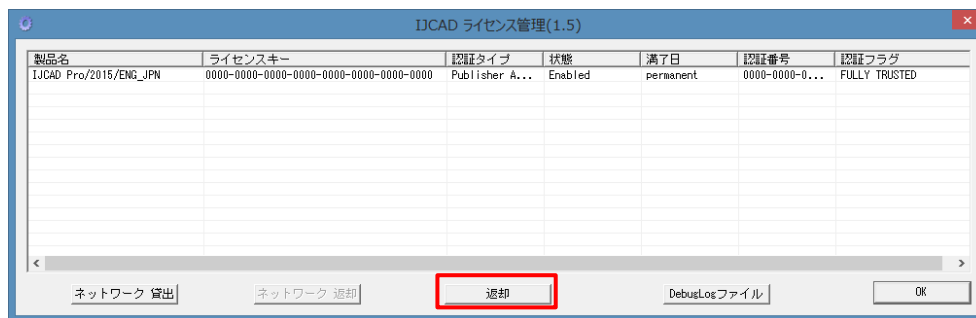 IJCAD ライセンス管理(1.5)
製品名 ライセンスキー 認証タイプ 状態 満了日 認証番号 認証フラグ
IJCAD Pro/2015/ENG_JPN 0000-0000-0000-0000-0000-0000-0000-0000 Publisher A... Enabled permanent 0000-0000-0... FULLY TRUSTED
ネットワーク 貸出 ネットワーク 返却 返却 DebugLogファイル OK